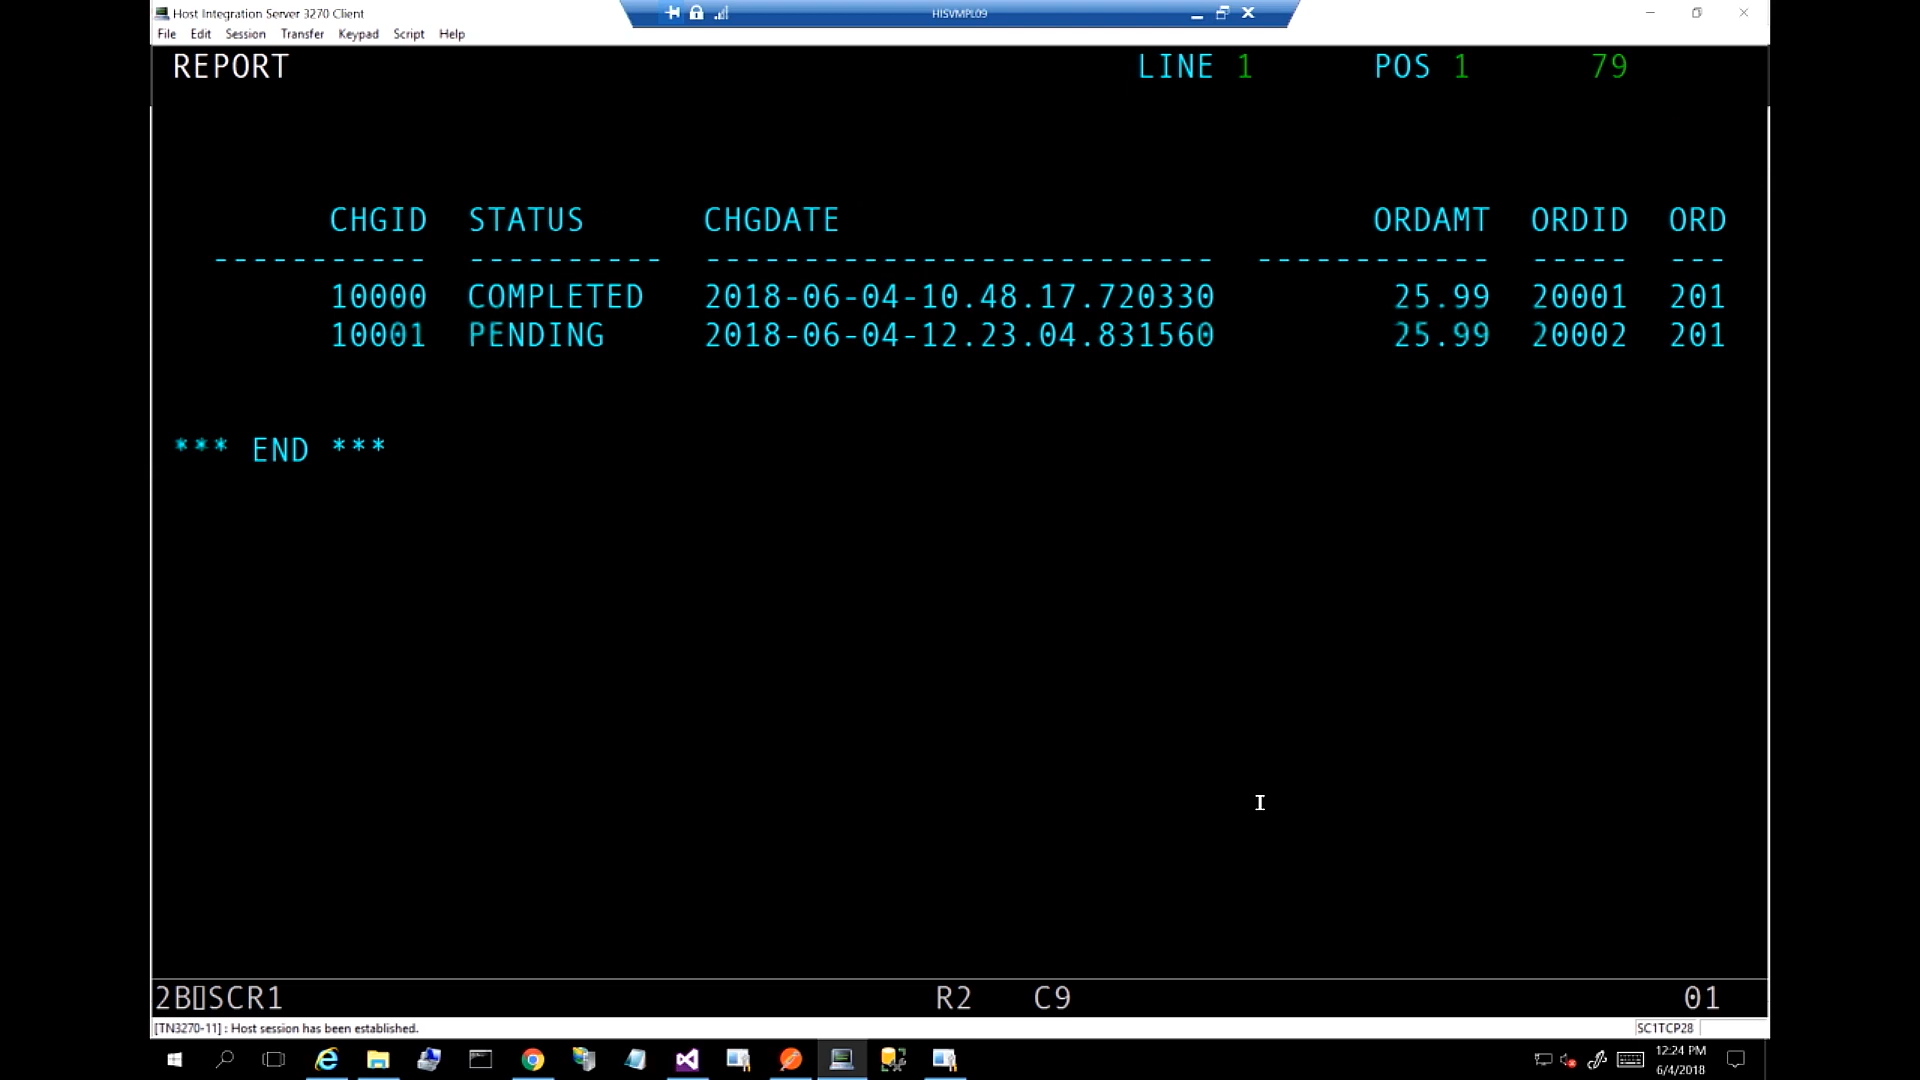 Host Integration Server 3270 Client
HISVMPL09
File Edit Session Transfer Keypad Script Help
REPORT LINE 1 POS 1 79
CHGID STATUS CHGDATE ORDAMT ORDID ORD
----------- ---------- -------------------------- ------------ ----- ---
10000 COMPLETED 2018-06-04-10.48.17.720330 25.99 20001 201
10001 PENDING 2018-06-04-12.23.04.831560 25.99 20002 201
*** END ***
2B▯SCR1 R2 C9 01
[TN3270-11] : Host session has been established. SC1TCP28
12:24 PM
6/4/2018